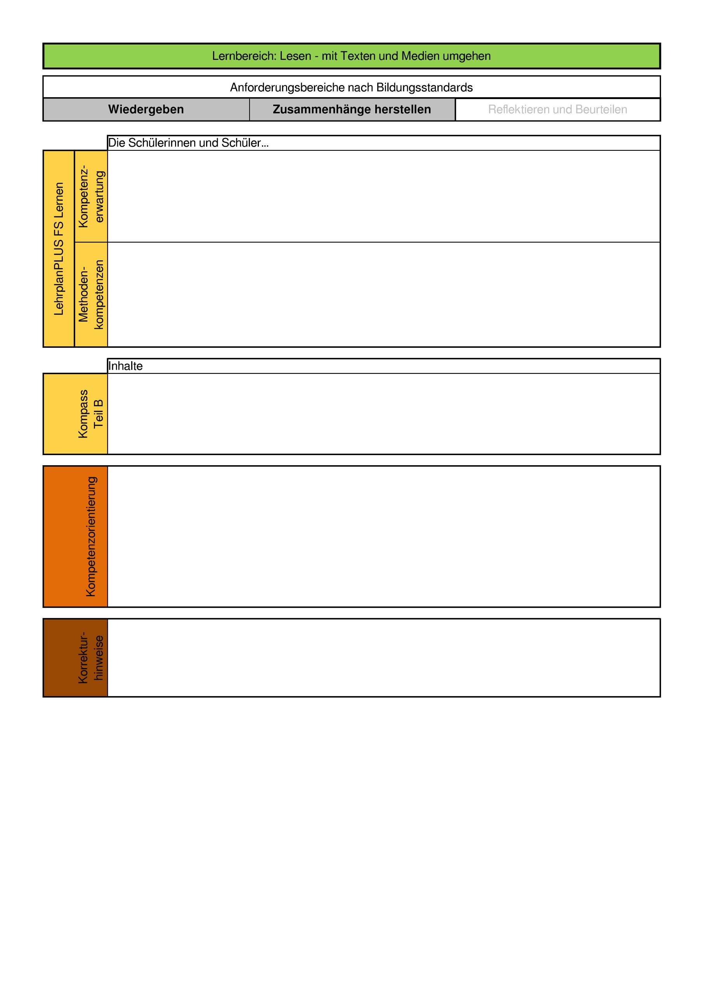 Lernbereich: Lesen - mit Texten und Medien umgehen
Anforderungsbereiche nach Bildungsstandards
Wiedergeben
Zusammenhänge herstellen
Reflektieren und Beurteilen
Die Schülerinnen und Schüler...
LehrplanPLUS FS Lernen
Kompetenz-
erwartung
Methoden-
kompetenzen
Inhalte
Kompass
Teil B
Kompetenzorientierung
Korrektur-
hinweise